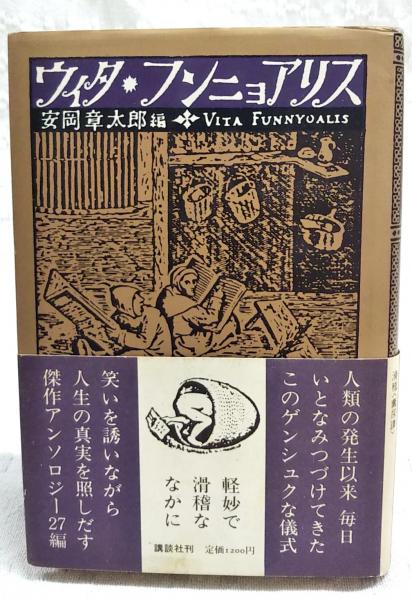 ウィタ・フンニョアリス
安岡章太郎編 VITA FUNNYOALIS
人類の発生以来 毎日
いとなみつづけてきた
このゲンシュクな儀式
軽妙で
滑稽な
なかに
笑いを誘いながら
人生の真実を照しだす
傑作アンソロジー27編
講談社刊 定価1200円